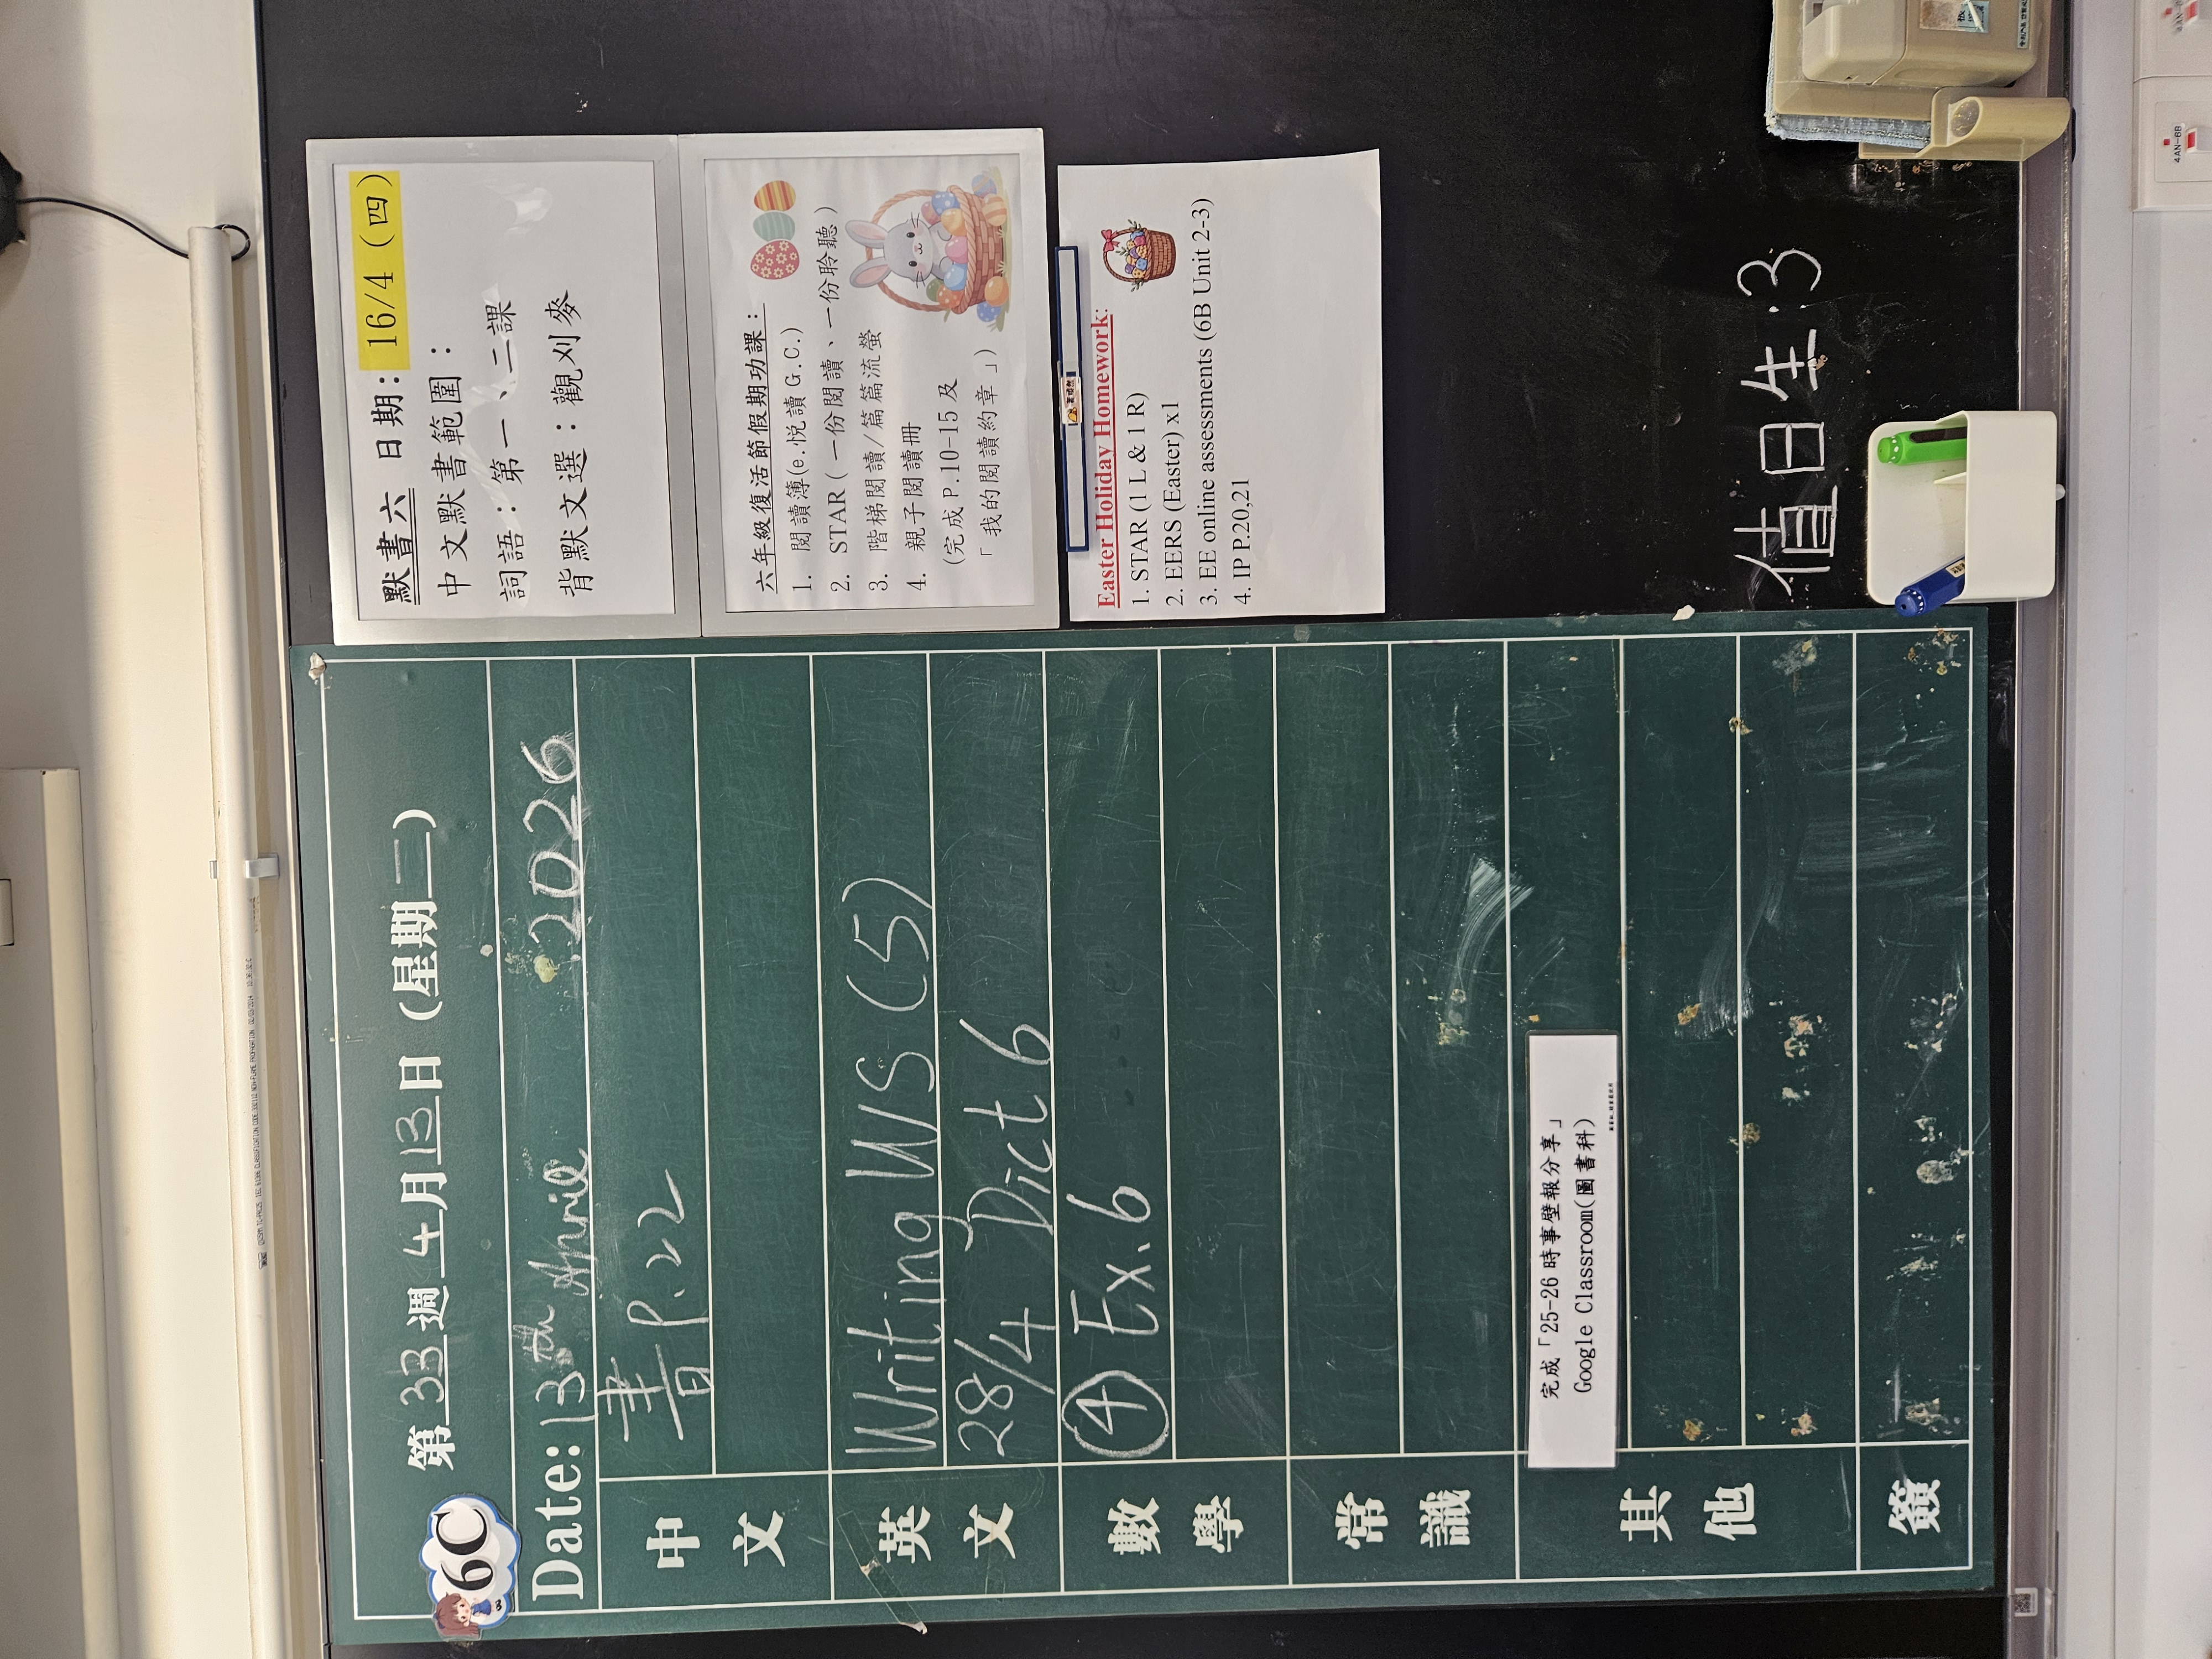 6C
第33週4月13日(星期二)
Date: 13th April 2026
中文
書P.22
英文
Writing WS (5)
28/4 Dict 6
數學
④ Ex.6
常識
其他
完成「25-26 時事壁報分享」
Google Classroom(圖書科)
簽
默書六 日期: 16/4 (四)
中文默書範圍：
詞語：第一、二課
背默文選：觀刈麥
六年級復活節假期功課：
1. 閱讀簿(e.悅讀 G.C.)
2. STAR (一份閱讀、一份聆聽)
3. 階梯閱讀/篇篇流螢
4. 親子閱讀冊
(完成 P.10-15 及
「我的閱讀約章」)
Easter Holiday Homework:
1. STAR (1 L & 1 R)
2. EERS (Easter) x1
3. EE online assessments (6B Unit 2-3)
4. IP P.20,21
值日生:3
4AN-6B